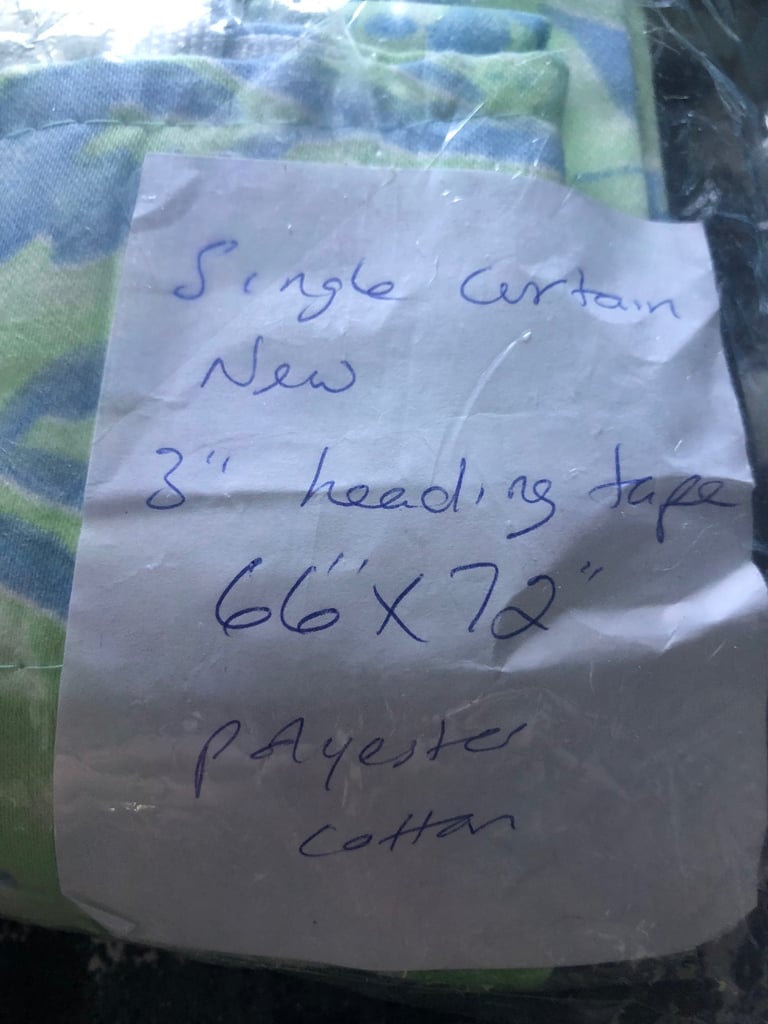 Single Curtain
New
3" heading tape
66" X 72"
Polyester
cotton